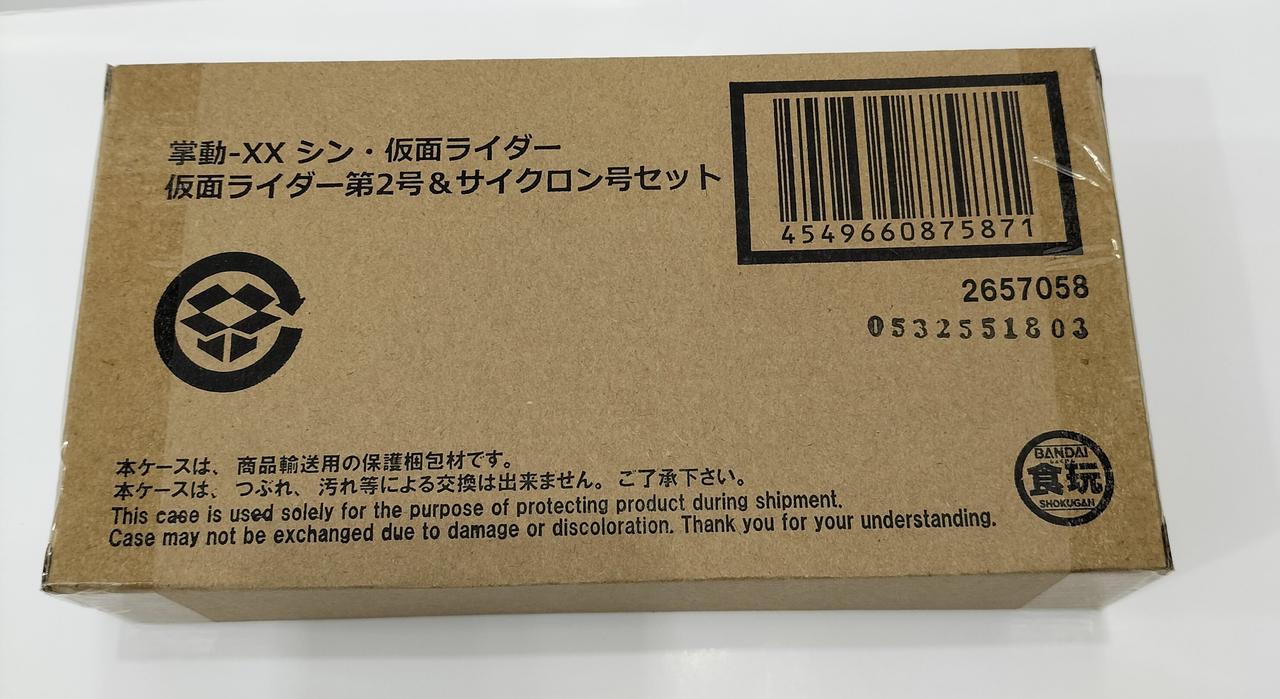 掌動-XX シン・仮面ライダー
仮面ライダー第2号＆サイクロン号セット
4549660875871
2657058
0532551803
本ケースは、商品輸送用の保護梱包材です。
本ケースは、つぶれ、汚れ等による交換は出来ません。ご了承下さい。
This case is used solely for the purpose of protecting product during shipment.
Case may not be exchanged due to damage or discoloration. Thank you for your understanding.
BANDAI
しょくがん
食玩
SHOKUGAN